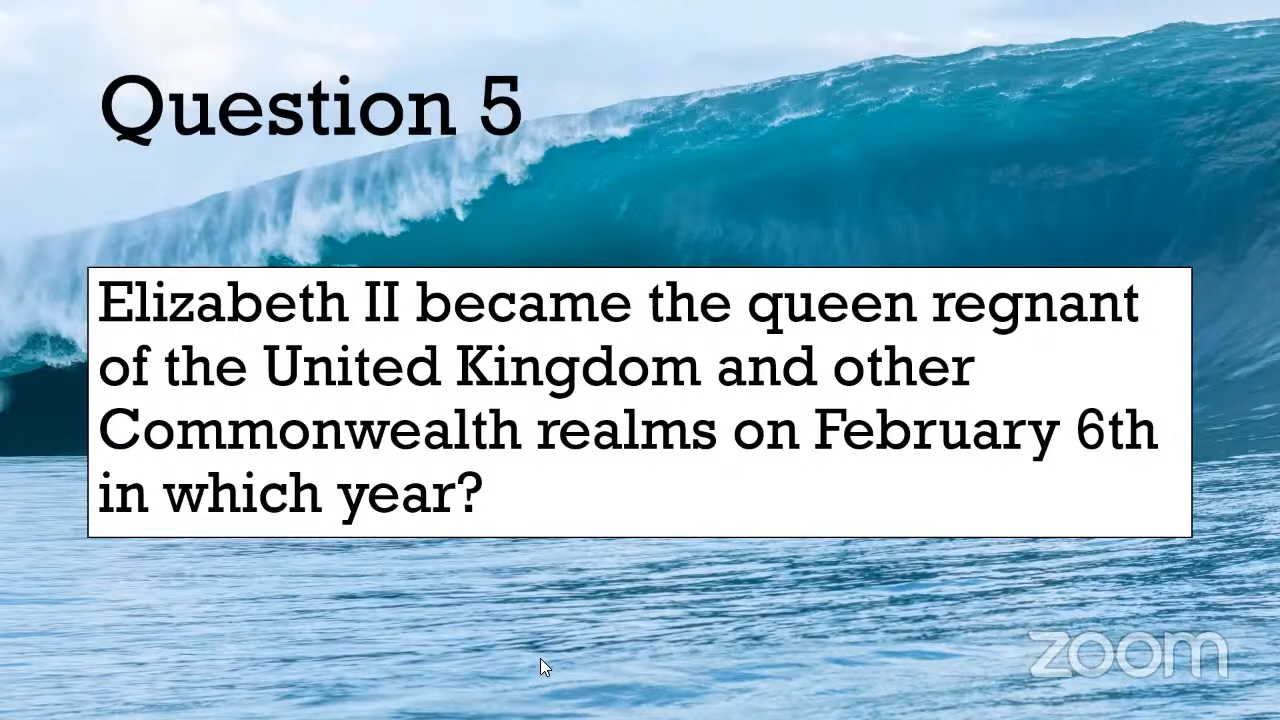 Question 5
Elizabeth II became the queen regnant
of the United Kingdom and other
Commonwealth realms on February 6th
in which year?
zoom